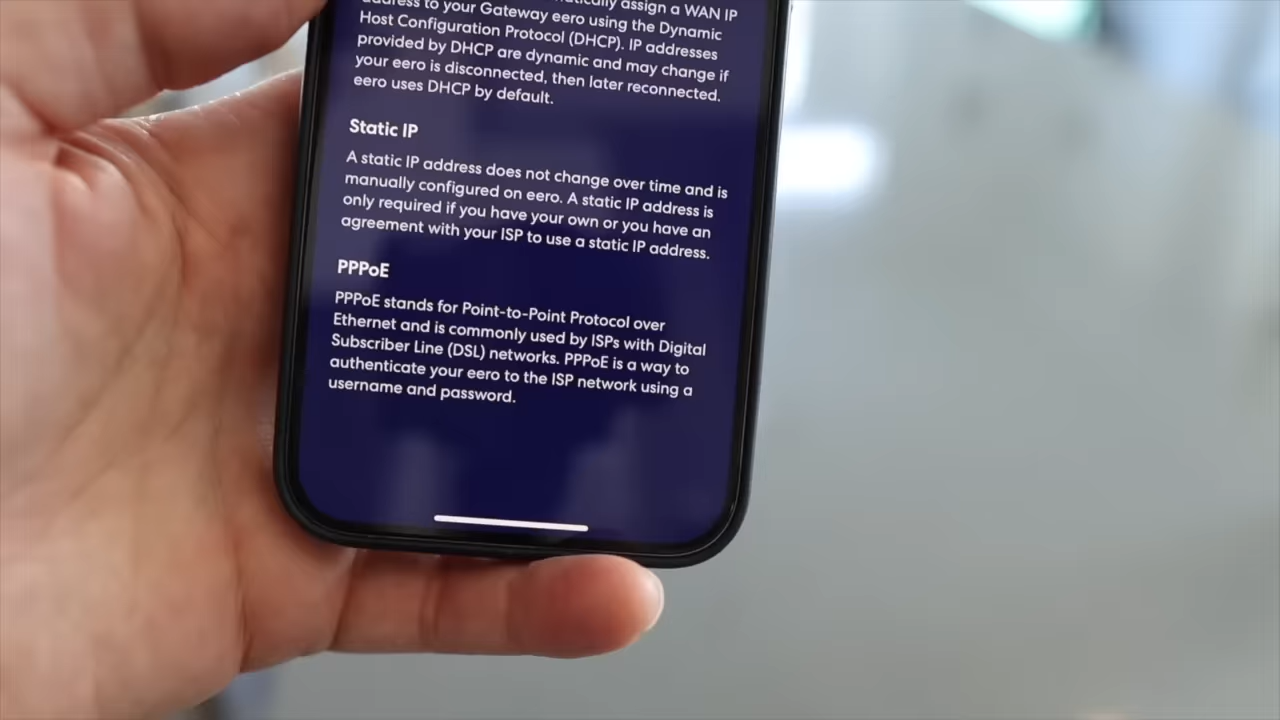 assign a WAN IP
address to your Gateway eero using the Dynamic
Host Configuration Protocol (DHCP). IP addresses
provided by DHCP are dynamic and may change if
your eero is disconnected, then later reconnected.
eero uses DHCP by default.
Static IP
A static IP address does not change over time and is
manually configured on eero. A static IP address is
only required if you have your own or you have an
agreement with your ISP to use a static IP address.
PPPoE
PPPoE stands for Point-to-Point Protocol over
Ethernet and is commonly used by ISPs with Digital
Subscriber Line (DSL) networks. PPPoE is a way to
authenticate your eero to the ISP network using a
username and password.